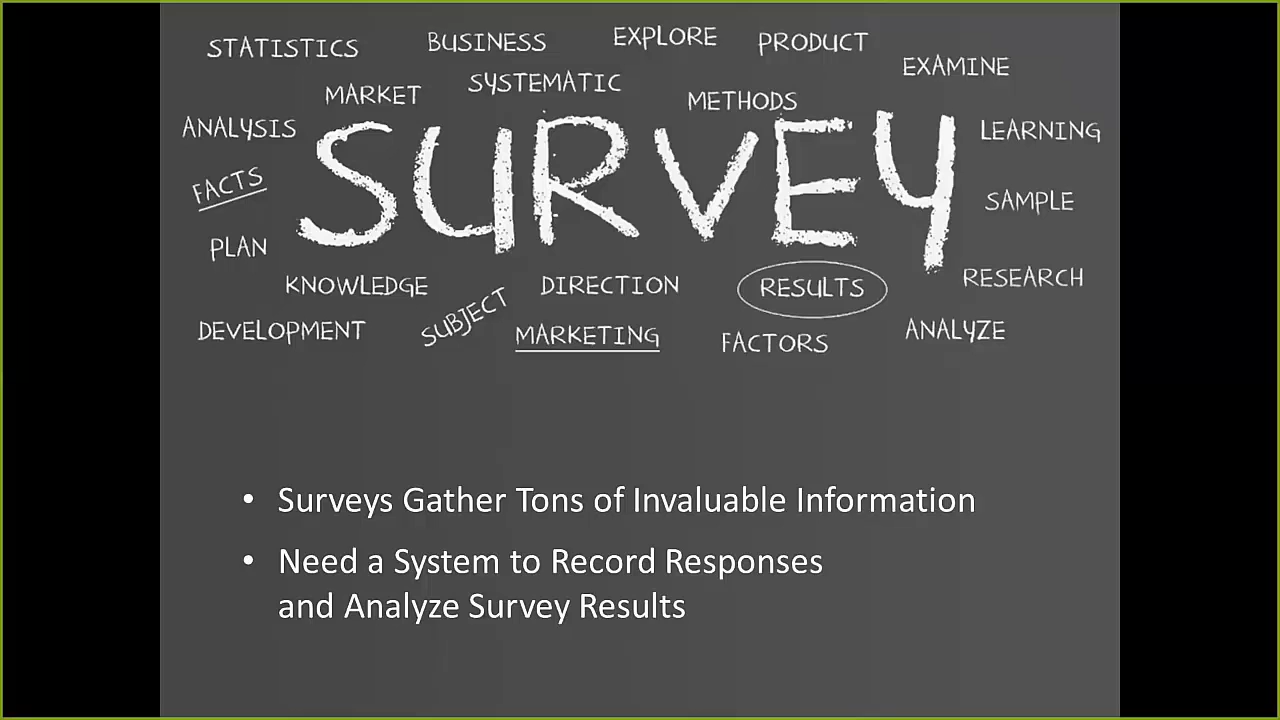 STATISTICS BUSINESS EXPLORE PRODUCT
EXAMINE
MARKET SYSTEMATIC METHODS
ANALYSIS LEARNING
SURVEY
FACTS SAMPLE
PLAN
KNOWLEDGE DIRECTION RESULTS RESEARCH
DEVELOPMENT SUBJECT MARKETING FACTORS ANALYZE
• Surveys Gather Tons of Invaluable Information
• Need a System to Record Responses
and Analyze Survey Results